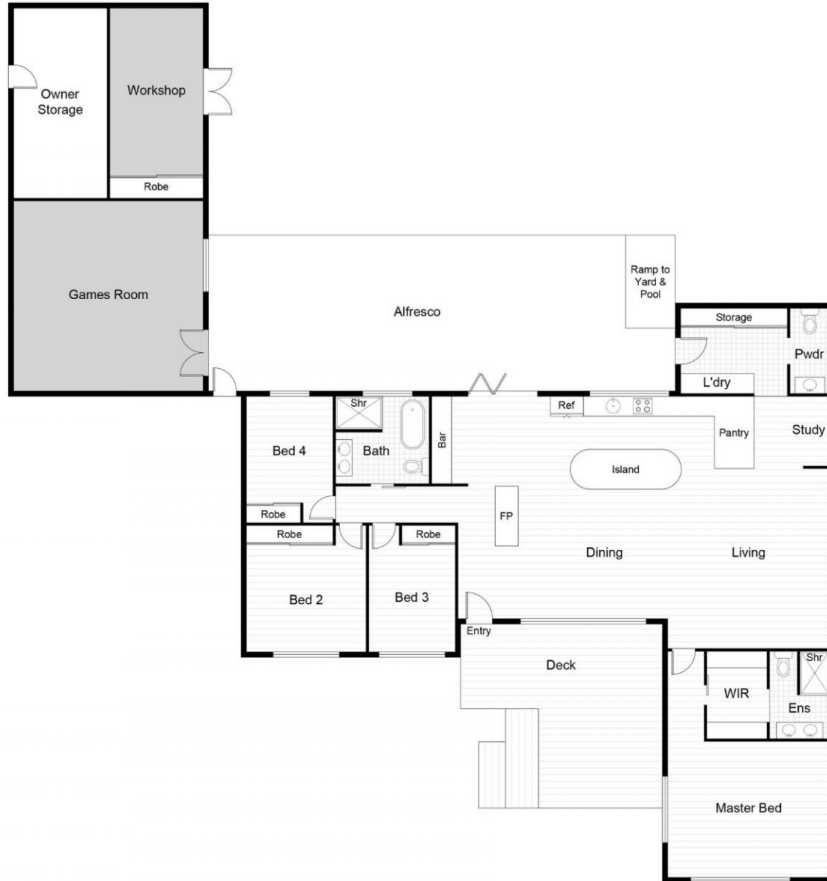 Owner
Storage
Workshop
Robe
Games Room
Alfresco
Ramp to
Yard &
Pool
Storage
Pwdr
L'dry
Shr
Bath
Bar
Ref
Pantry
Study
Bed 4
Island
Robe
FP
Robe
Robe
Dining
Living
Bed 2
Bed 3
Entry
Deck
Shr
WIR
Ens
Master Bed